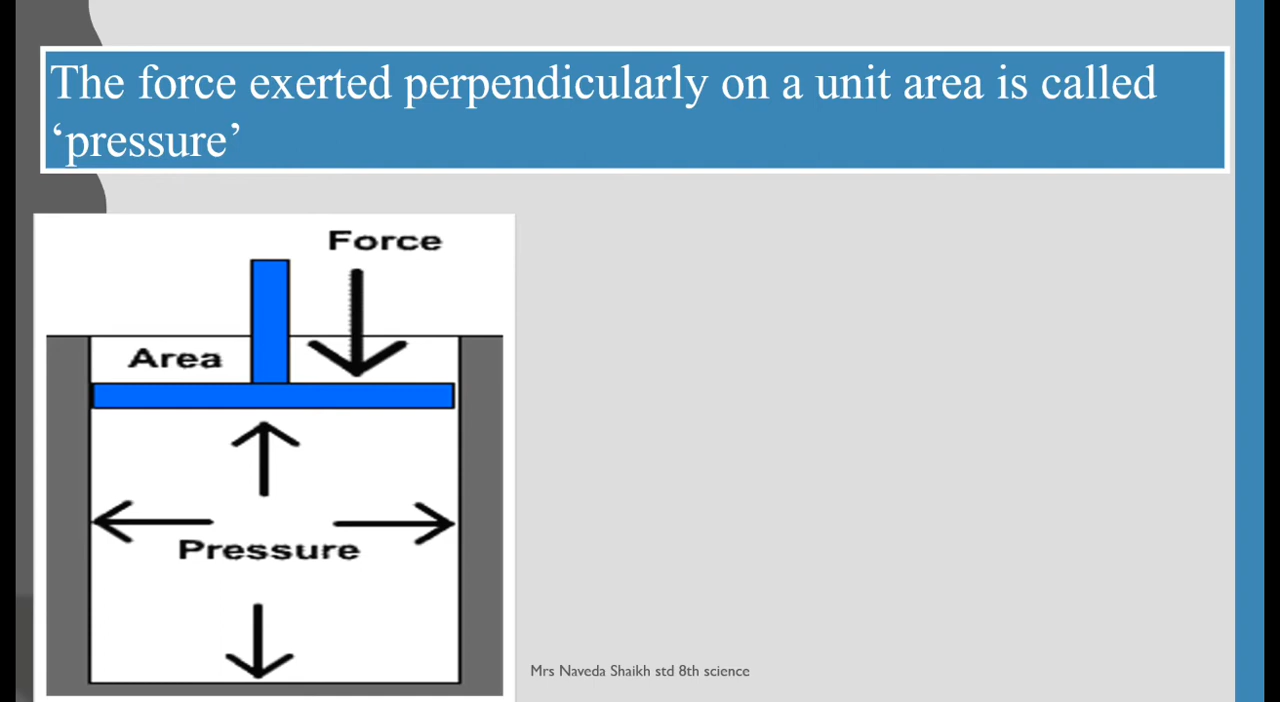 The force exerted perpendicularly on a unit area is called
‘pressure’
Force
Area
Pressure
Mrs Naveda Shaikh std 8th science